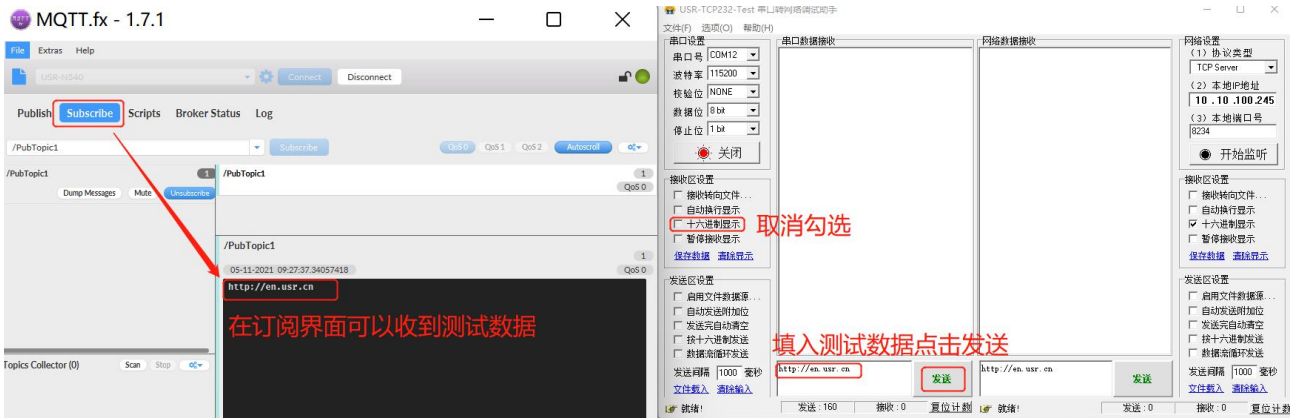 MQTT.fx - 1.7.1
File Extras Help
USR-N540 Connect Disconnect
Publish Subscribe Scripts Broker Status Log
/PubTopic1 Subscribe QoS 0 QoS 1 QoS 2 Autoscroll
/PubTopic1 1
Dump Messages Mute Unsubscribe
/PubTopic1 1
QoS 0
/PubTopic1
1
05-11-2021 09:27:37.34057418 QoS 0
http://en.usr.cn
在订阅界面可以收到测试数据
Topics Collector (0) Scan Stop
USR-TCP232-Test 串口转网络调试助手
文件(F) 选项(O) 帮助(H)
串口设置
串口号 COM12
波特率 115200
校验位 NONE
数据位 8 bit
停止位 1 bit
关闭
接收区设置
接收转向文件...
自动换行显示
十六进制显示
暂停接收显示
保存数据 清除显示
取消勾选
发送区设置
启用文件数据源...
自动发送附加位
发送完自动清空
按十六进制发送
数据流循环发送
发送间隔 1000 毫秒
文件载入 清除输入
就绪!
串口数据接收
填入测试数据点击发送
http://en.usr.cn
发送
发送:160 接收:0 复位计数
网络数据接收
http://en.usr.cn
发送
就绪! 发送:0 接收:0 复位计数
网络设置
(1) 协议类型
TCP Server
(2) 本地IP地址
10 .10 .100.245
(3) 本地端口号
8234
开始监听
接收区设置
接收转向文件...
自动换行显示
十六进制显示
暂停接收显示
保存数据 清除显示
发送区设置
启用文件数据源...
自动发送附加位
发送完自动清空
按十六进制发送
数据流循环发送
发送间隔 1000 毫秒
文件载入 清除输入